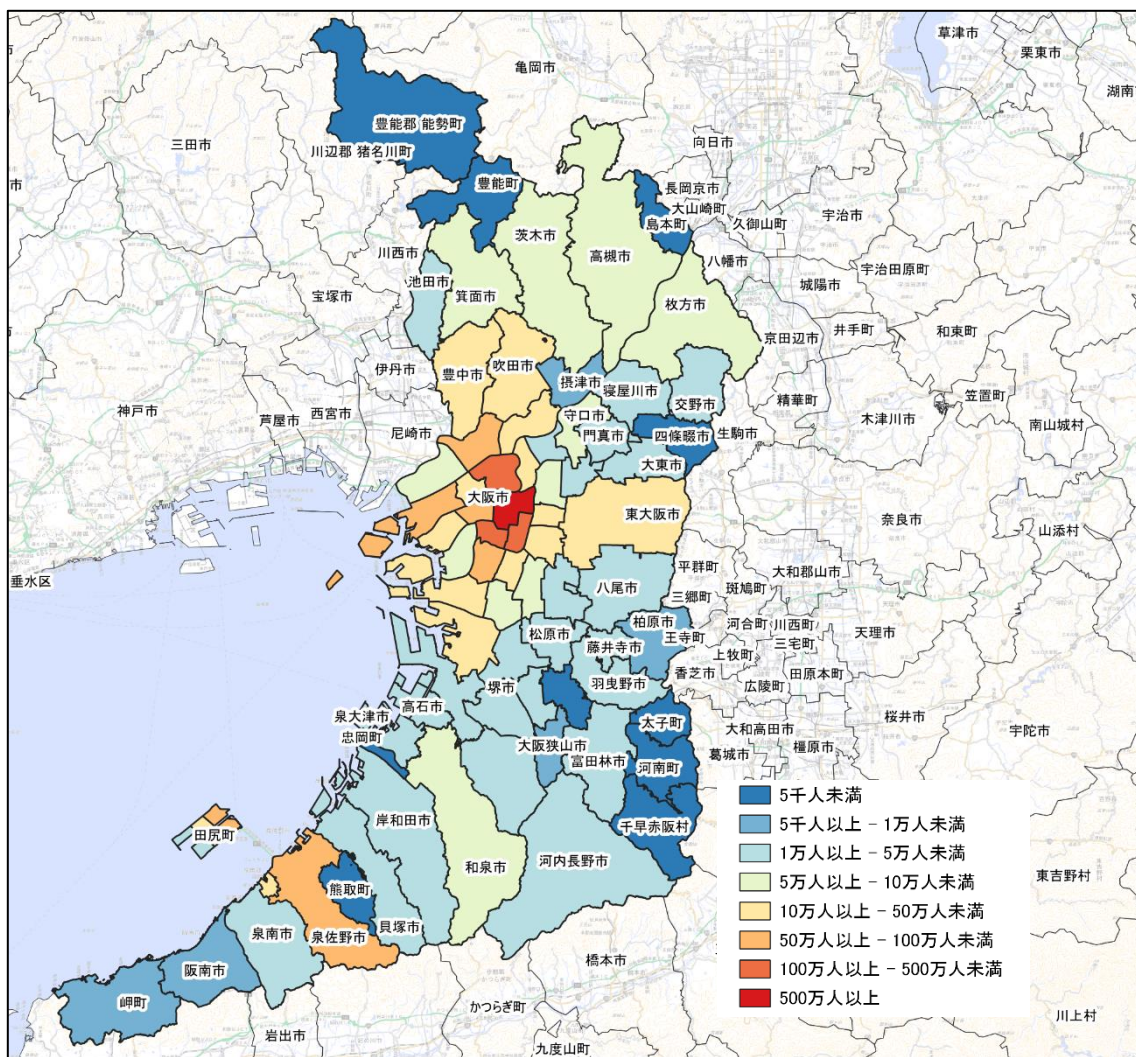 草津市
栗東市
亀岡市
湖南
三田市
豊能郡 能勢町
川辺郡 猪名川町
向日市
豊能町
長岡京市
大山崎町
島本町
久御山町
宇治市
茨木市
高槻市
川西市
八幡市
宇治田原町
池田市
箕面市
城陽市
宝塚市
枚方市
井手町
和束町
京田辺市
伊丹市
豊中市
吹田市
摂津市
寝屋川市
交野市
精華町
笠置町
神戸市
芦屋市
西宮市
尼崎市
守口市
門真市
四條畷市
生駒市
木津川市
南山城村
大東市
大阪市
東大阪市
奈良市
山添村
垂水区
八尾市
平群町
斑鳩町
大和郡山市
三郷町
松原市
柏原市
王寺町
河合町
川西町
三宅町
天理市
藤井寺市
上牧町
香芝市
田原本町
広陵町
堺市
羽曳野市
高石市
泉大津市
忠岡町
太子町
大和高田市
桜井市
宇陀市
大阪狭山市
富田林市
河南町
葛城市
橿原市
田尻町
岸和田市
千早赤阪村
和泉市
河内長野市
熊取町
貝塚市
東吉野村
泉南市
泉佐野市
阪南市
岬町
橋本市
かつらぎ町
岩出市
九度山町
川上村
5千人未満
5千人以上 - 1万人未満
1万人以上 - 5万人未満
5万人以上 - 10万人未満
10万人以上 - 50万人未満
50万人以上 - 100万人未満
100万人以上 - 500万人未満
500万人以上